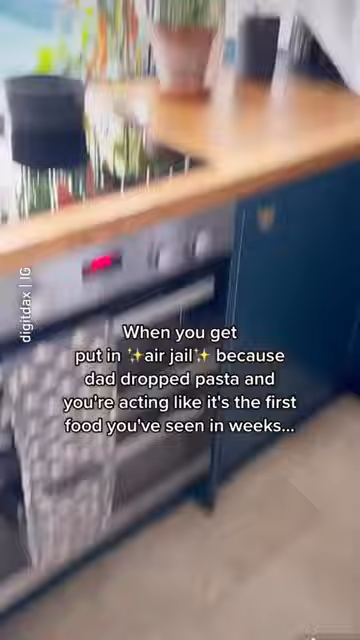 digitdax | IG
When you get
put in ✨air jail✨ because
dad dropped pasta and
you're acting like it's the first
food you've seen in weeks...